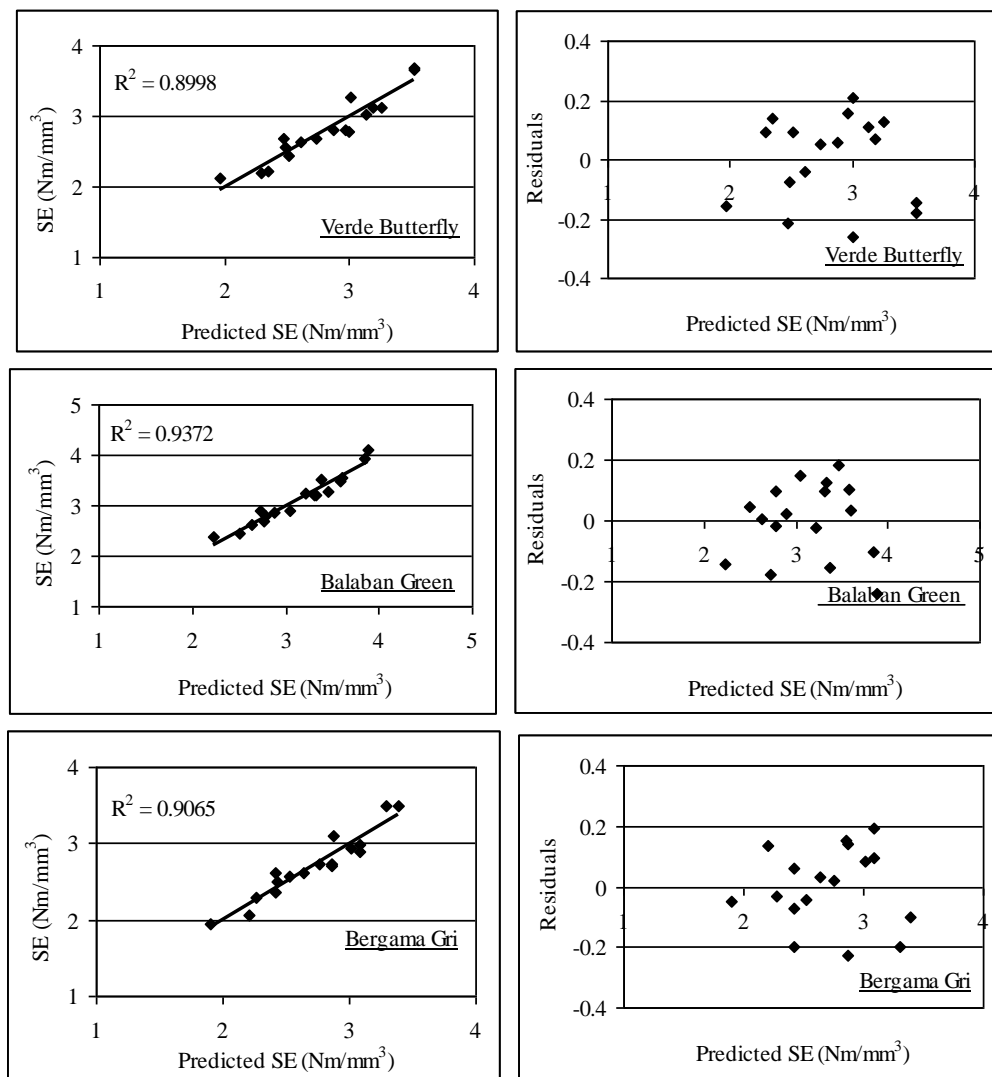 4
3
2
1
SE (Nm/mm³)
R² = 0.8998
Verde Butterfly
1 2 3 4
Predicted SE (Nm/mm³)
0.4
0.2
0
-0.2
-0.4
Residuals
1 2 3 4
Verde Butterfly
Predicted SE (Nm/mm³)
5
4
3
2
1
SE (Nm/mm³)
R² = 0.9372
Balaban Green
1 2 3 4 5
Predicted SE (Nm/mm³)
0.4
0.2
0
-0.2
-0.4
Residuals
1 2 3 4 5
Balaban Green
Predicted SE (Nm/mm³)
4
3
2
1
SE (Nm/mm³)
R² = 0.9065
Bergama Gri
1 2 3 4
Predicted SE (Nm/mm³)
0.4
0.2
0
-0.2
-0.4
Residuals
1 2 3 4
Bergama Gri
Predicted SE (Nm/mm³)